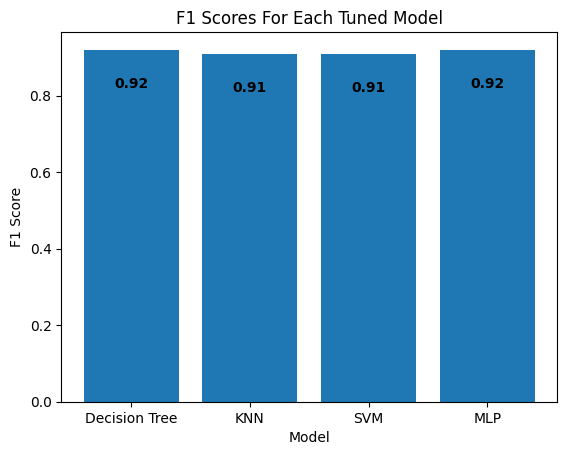 F1 Scores For Each Tuned Model
F1 Score
0.8
0.6
0.4
0.2
0.0
0.92
0.91
0.91
0.92
Decision Tree
KNN
SVM
MLP
Model